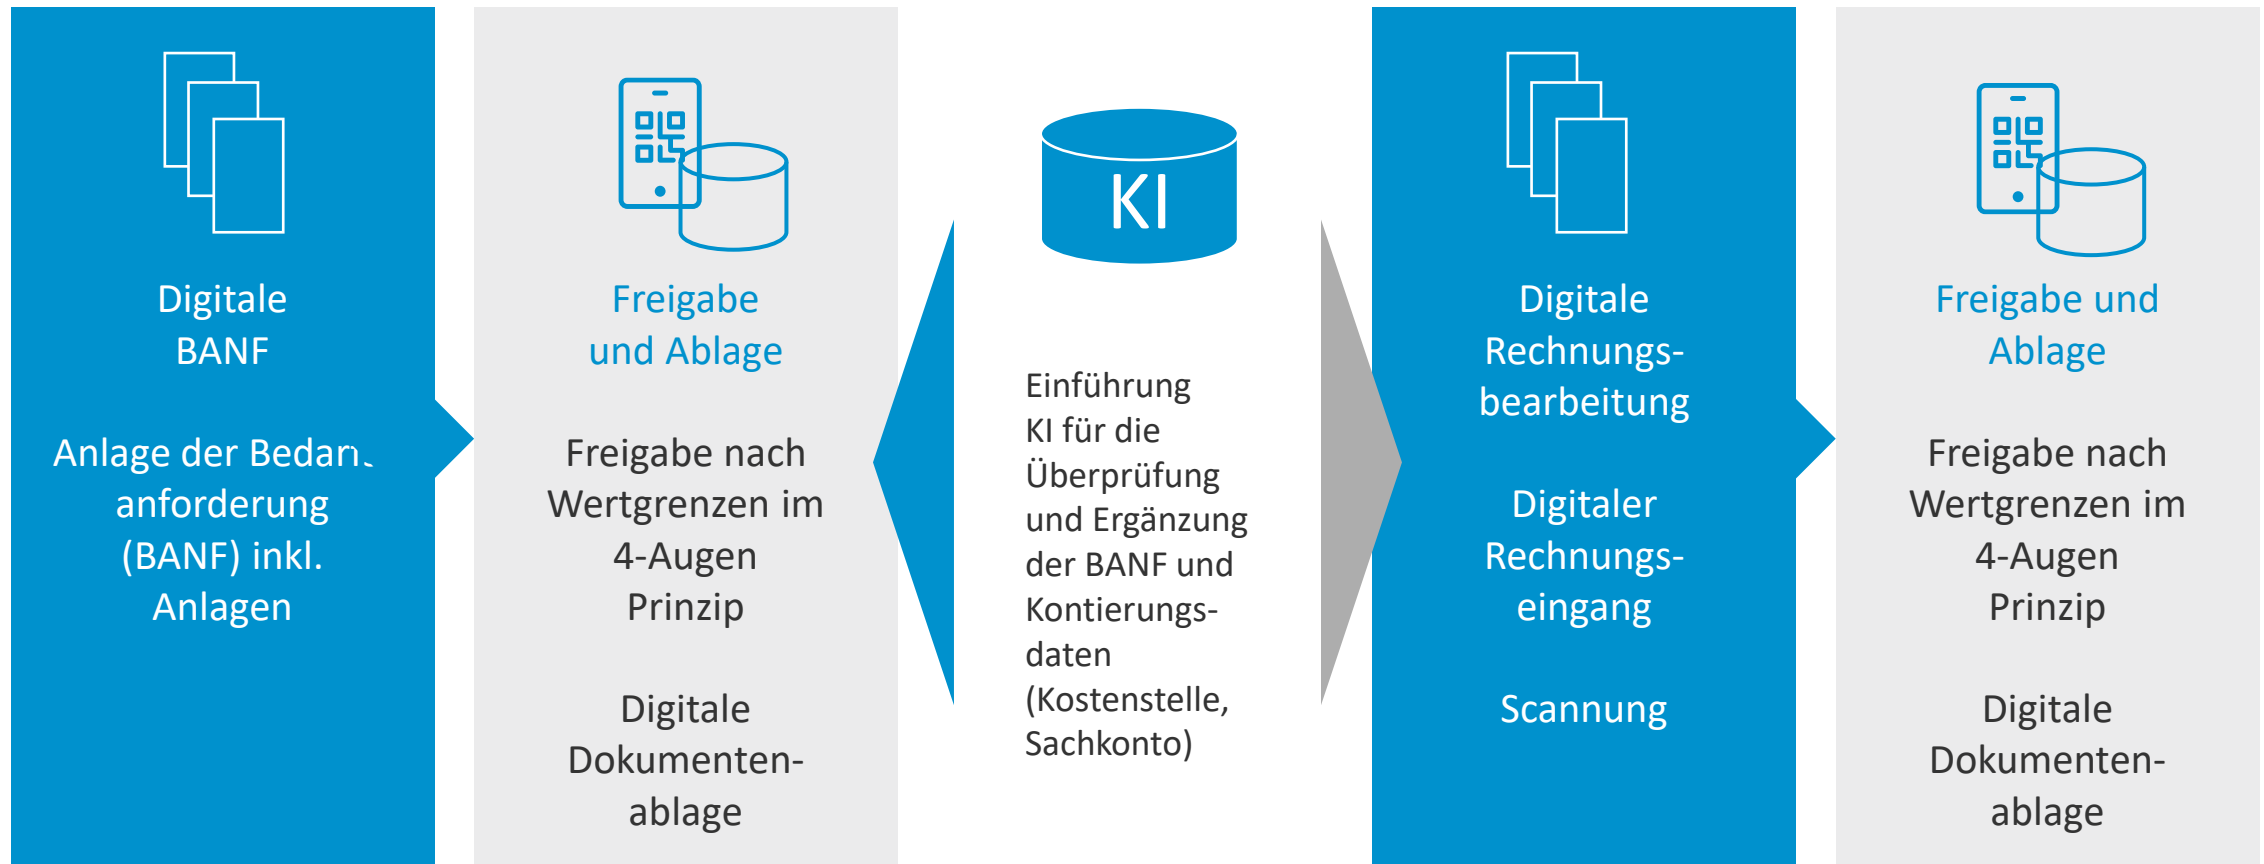 Digitale
BANF
Anlage der
anforderung
(BANF) inkl.
Anlagen
Freigabe
und Ablage
Freigabe nach
Wertgrenzen im
4-Augen
Prinzip
Digitale
Dokumenten-
ablage
KI
Einführung
KI für die
Überprüfung
und Ergänzung
der BANF und
Kontierungs-
daten
(Kostenstelle,
Sachkonto)
Digitale
Rechnungs-
bearbeitung
Digitaler
Rechnungs-
eingang
Scannung
Freigabe und
Ablage
Freigabe nach
Wertgrenzen im
4-Augen
Prinzip
Digitale
Dokumenten-
ablage